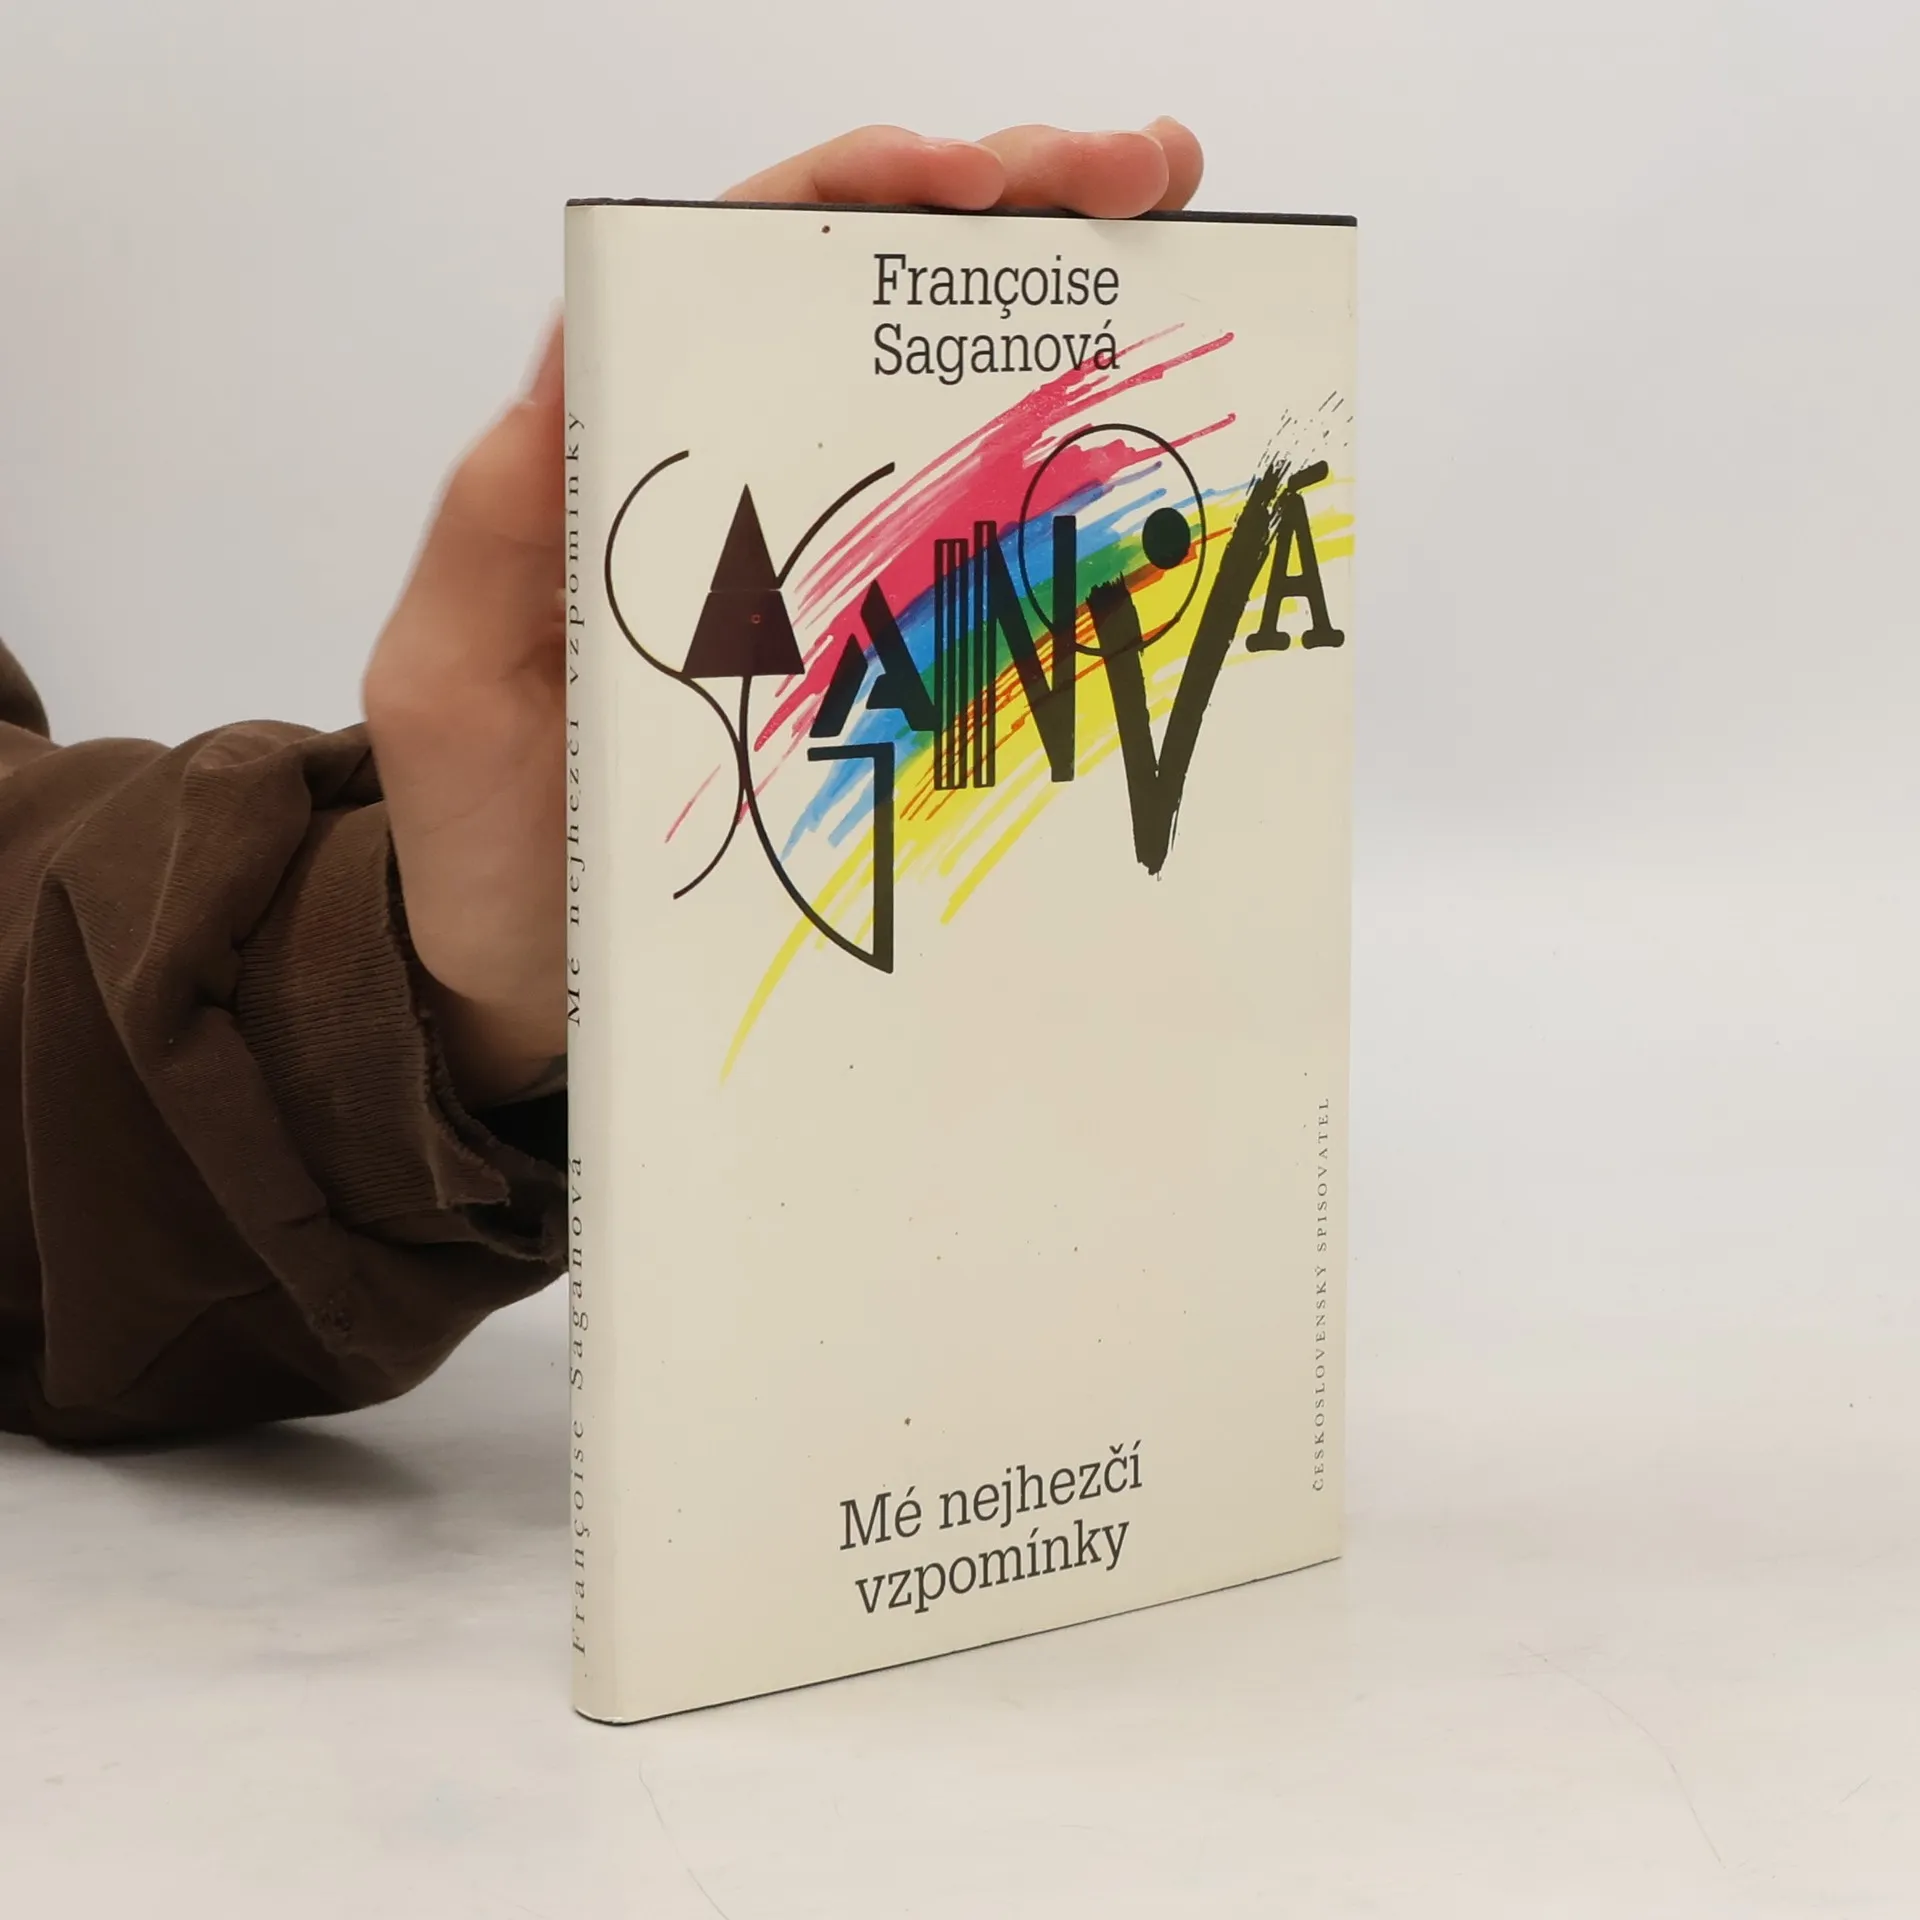 Françoise
Saganová
SAGANOVÁ
Mé nejhezčí
vzpomínky
ČESKOSLOVENSKÝ SPISOVATEL
Françoise Saganová Mé nejhezčí vzpomínky